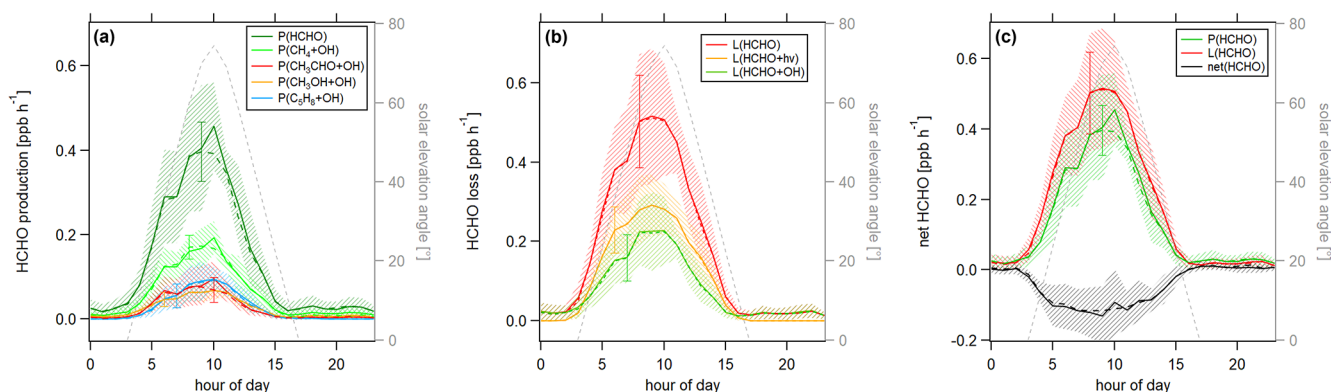 (a)
P(HCHO)
P(CH4+OH)
P(CH3CHO+OH)
P(CH3OH+OH)
P(C5H8+OH)
HCHO production [ppb h-1]
0.6
0.4
0.2
0.0
80
60
40
20
0
solar elevation angle [°]
0 5 10 15 20
hour of day
(b)
L(HCHO)
L(HCHO+hv)
L(HCHO+OH)
HCHO loss [ppb h-1]
0.6
0.4
0.2
0.0
80
60
40
20
0
solar elevation angle [°]
0 5 10 15 20
hour of day
(c)
P(HCHO)
L(HCHO)
net(HCHO)
net HCHO [ppb h-1]
0.6
0.4
0.2
0.0
-0.2
80
60
40
20
0
solar elevation angle [°]
0 5 10 15 20
hour of day